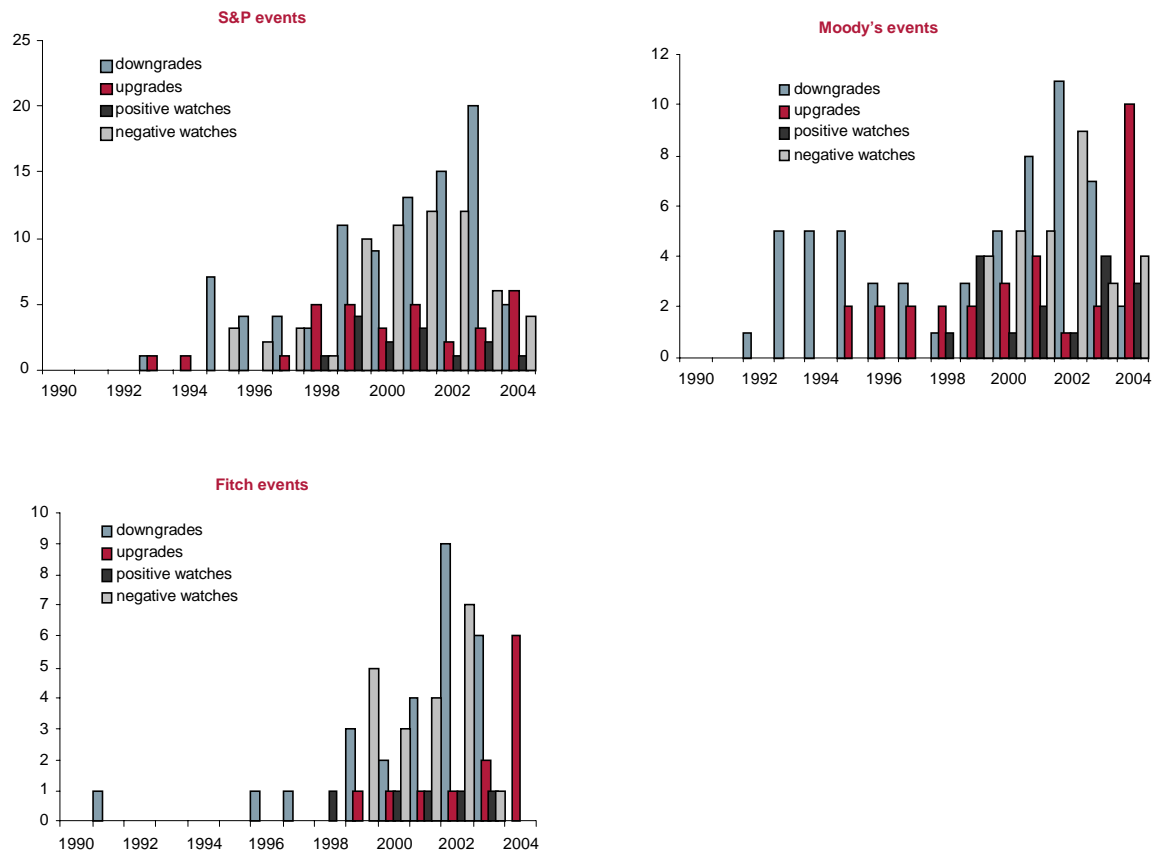 S&P events
25
20
15
10
5
0
downgrades
upgrades
positive watches
negative watches
1990 1992 1994 1996 1998 2000 2002 2004
Moody's events
12
10
8
6
4
2
0
downgrades
upgrades
positive watches
negative watches
1990 1992 1994 1996 1998 2000 2002 2004
Fitch events
10
9
8
7
6
5
4
3
2
1
0
downgrades
upgrades
positive watches
negative watches
1990 1992 1994 1996 1998 2000 2002 2004